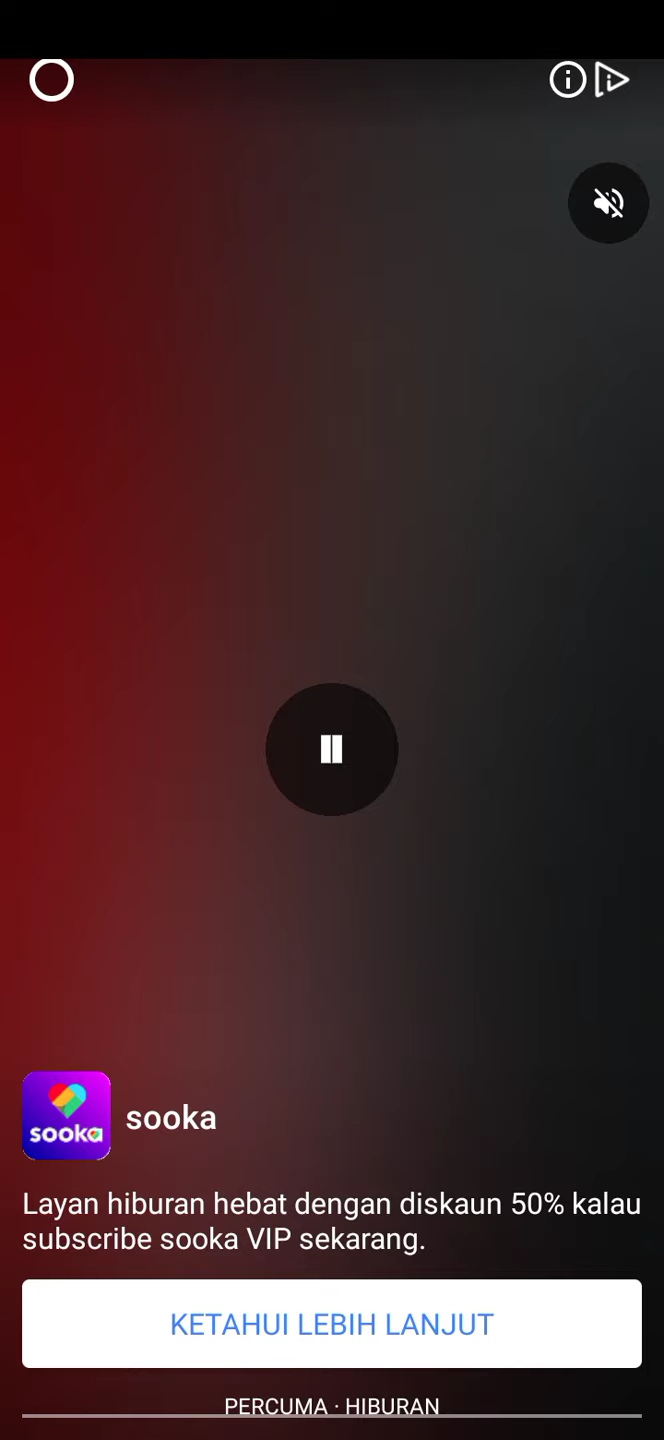 sooka
sooka
Layan hiburan hebat dengan diskaun 50% kalau
subscribe sooka VIP sekarang.
KETAHUI LEBIH LANJUT
PERCUMA · HIBURAN